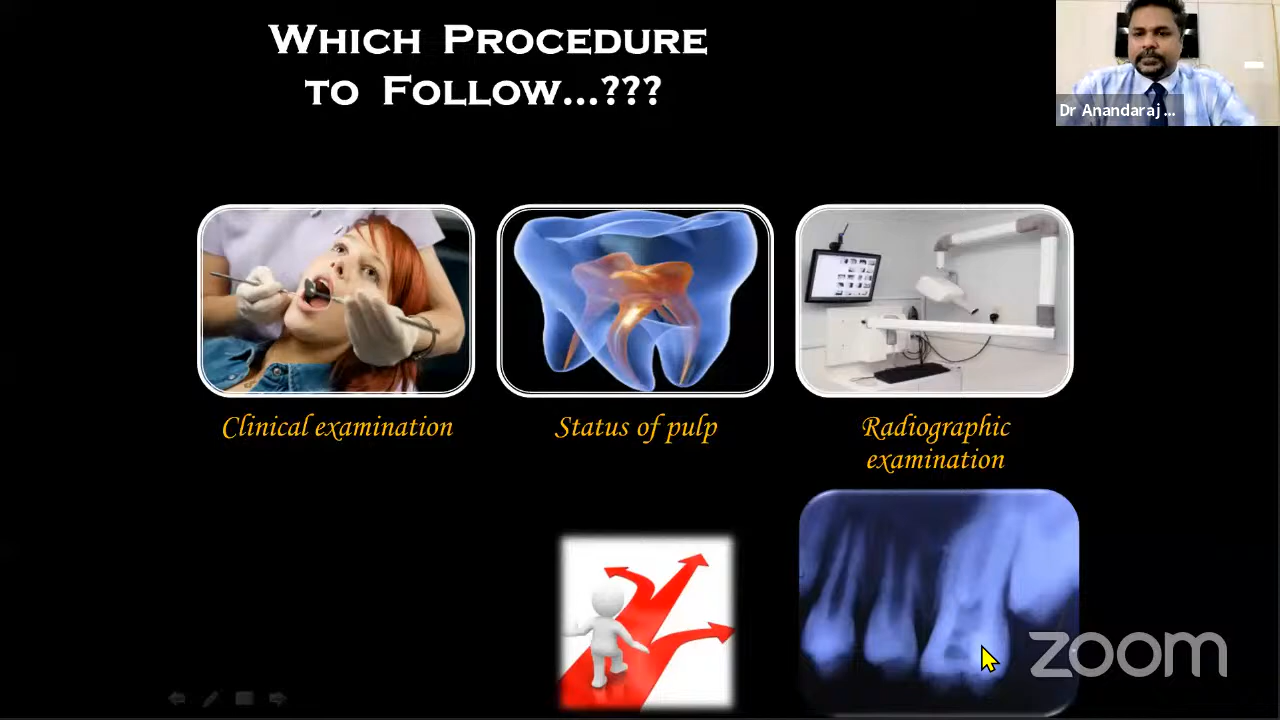 Which Procedure
to Follow...???
Dr Anandaraj ...
Clinical examination
Status of pulp
Radiographic
examination
zoom